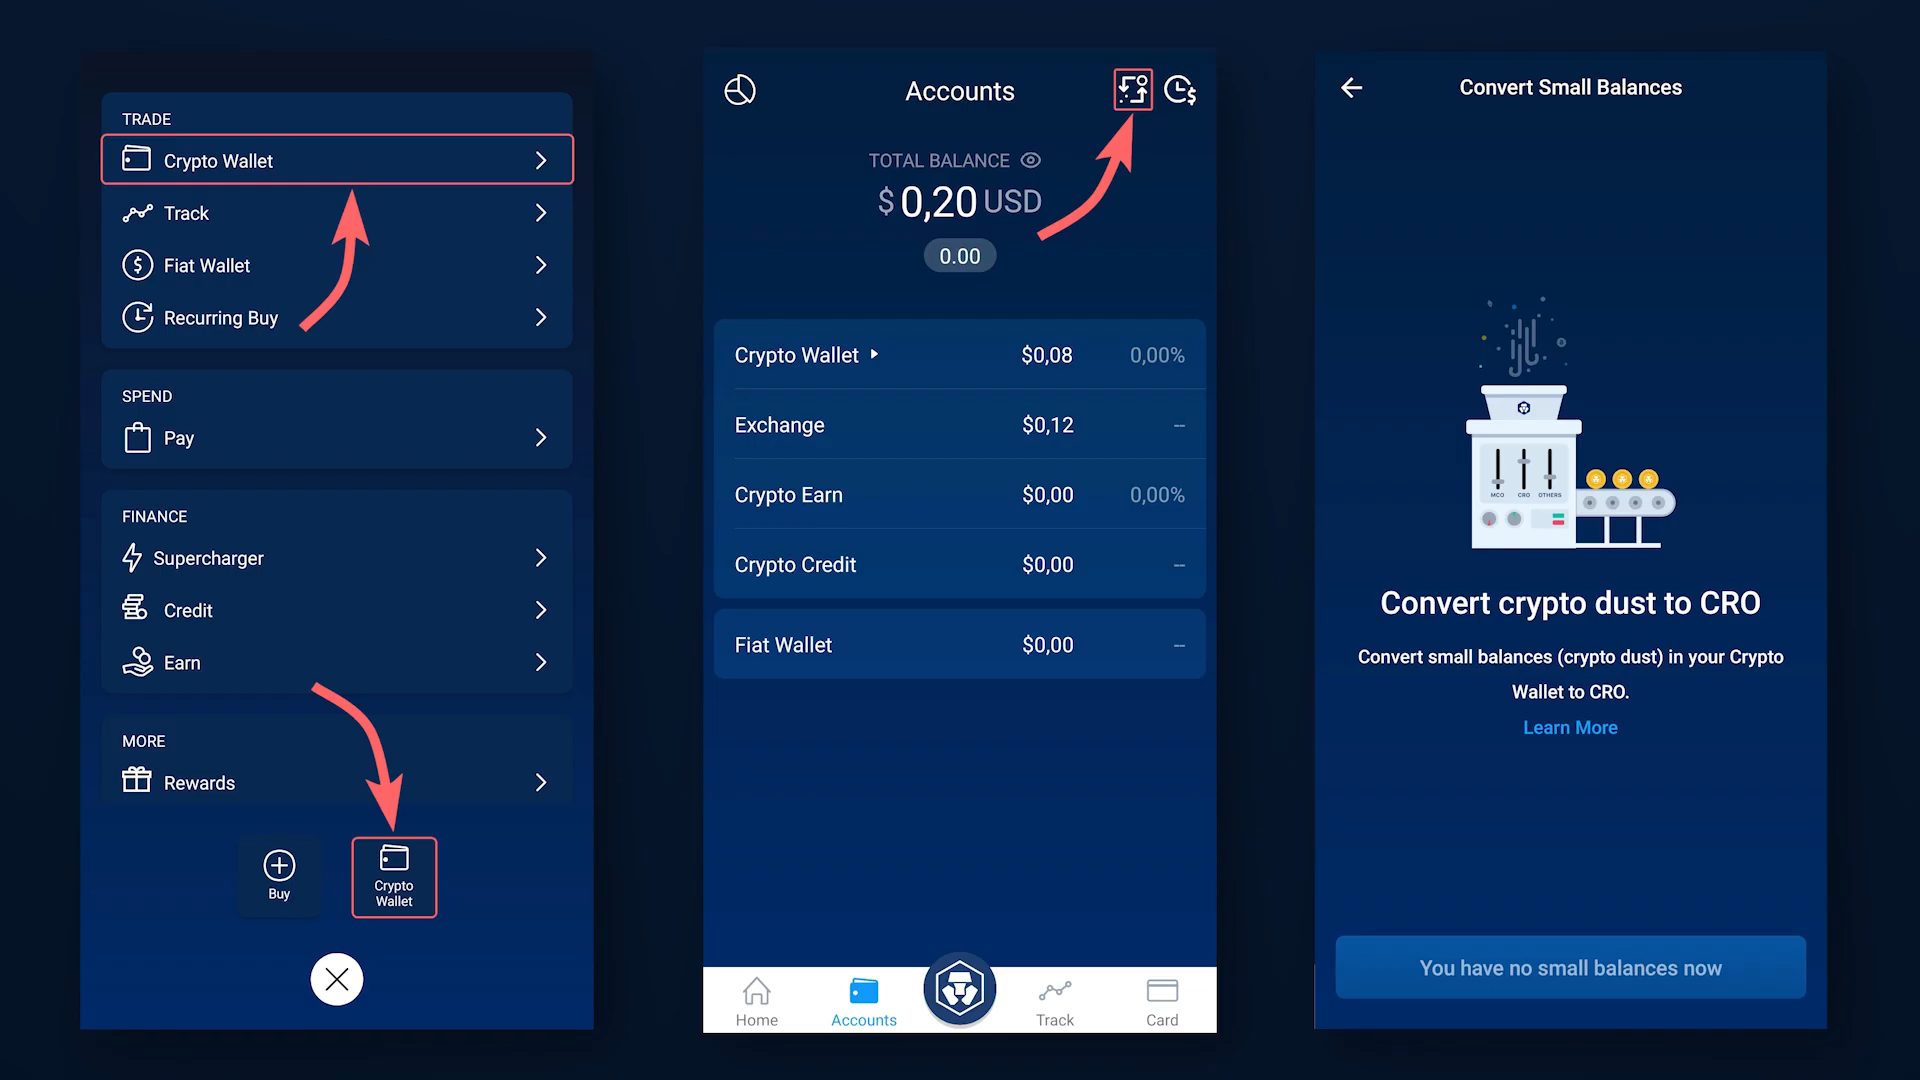 TRADE
Crypto Wallet
Track
Fiat Wallet
Recurring Buy
SPEND
Pay
FINANCE
Supercharger
Credit
Earn
MORE
Rewards
Buy
Crypto
Wallet
Accounts
TOTAL BALANCE
$ 0,20 USD
0.00
Crypto Wallet $0,08 0,00%
Exchange $0,12 --
Crypto Earn $0,00 0,00%
Crypto Credit $0,00 --
Fiat Wallet $0,00 --
Home
Accounts
Track
Card
Convert Small Balances
MCO CRO OTHERS
Convert crypto dust to CRO
Convert small balances (crypto dust) in your Crypto
Wallet to CRO.
Learn More
You have no small balances now